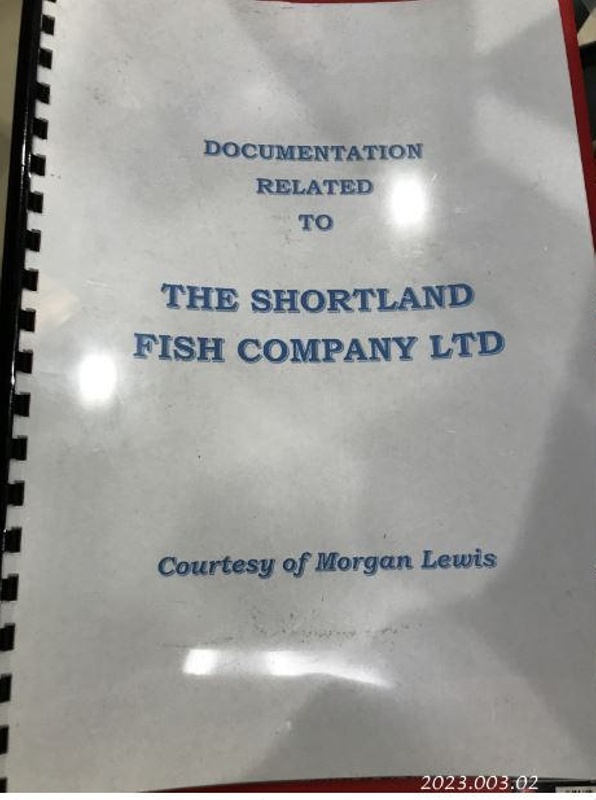 DOCUMENTATION
RELATED
TO
THE SHORTLAND
FISH COMPANY LTD
Courtesy of Morgan Lewis
2023.003.02